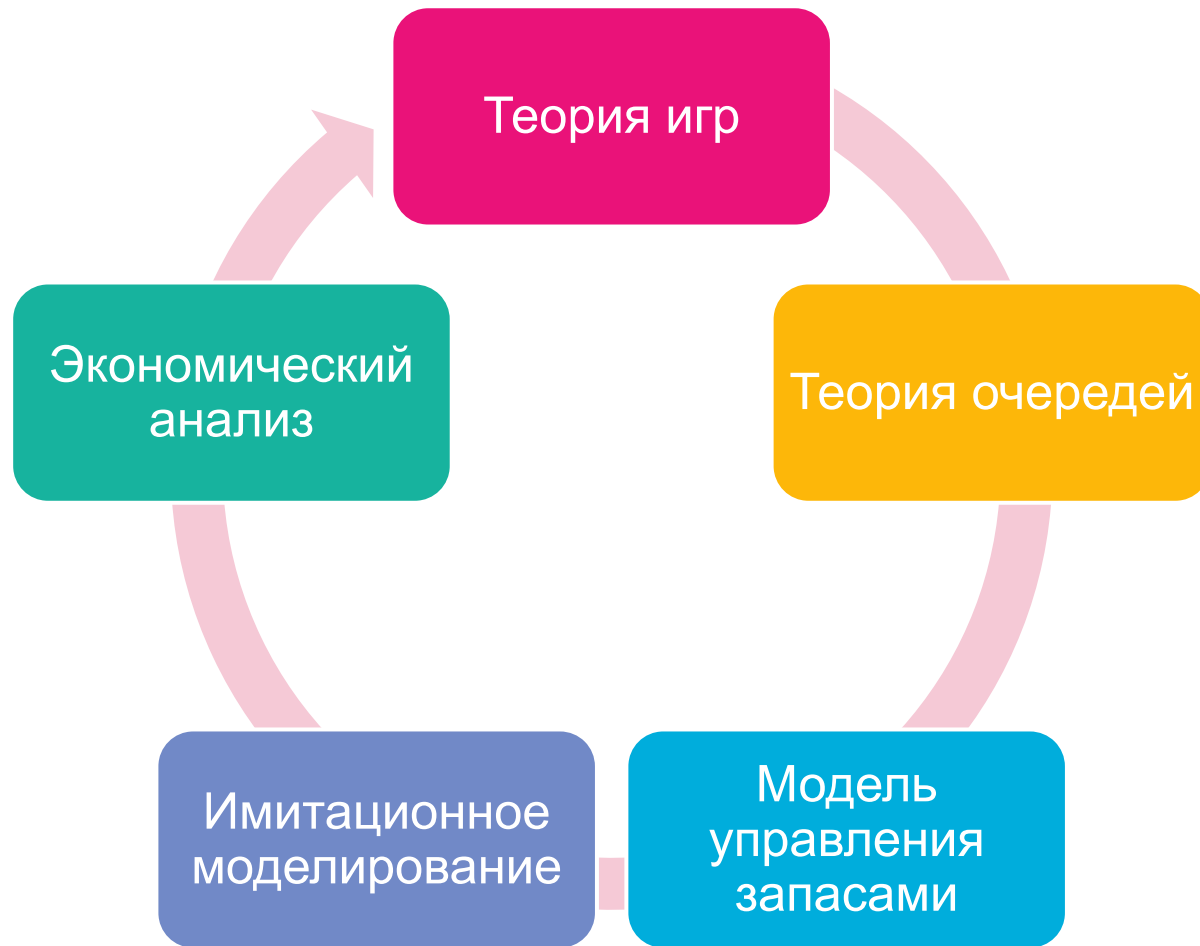 Теория игр
Теория очередей
Модель
управления
запасами
Имитационное
моделирование
Экономический
анализ